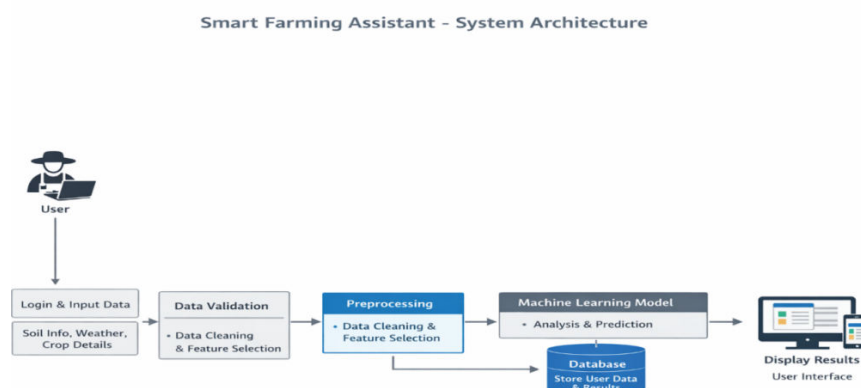 Smart Farming Assistant - System Architecture
User
Login & Input Data
Soil Info, Weather,
Crop Details
Data Validation
• Data Cleaning
& Feature Selection
Preprocessing
• Data Cleaning &
Feature Selection
Machine Learning Model
• Analysis & Prediction
Database
Store User Data
& Results
Display Results
User Interface